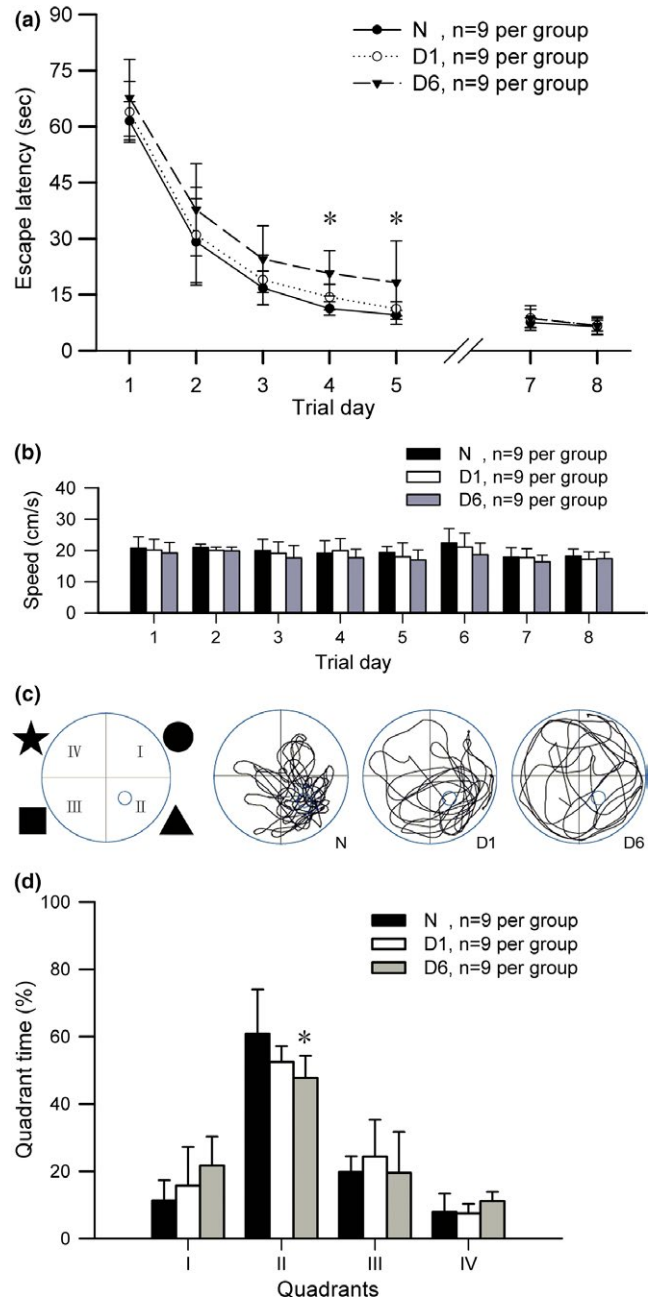 (a)
N , n=9 per group
D1, n=9 per group
D6, n=9 per group
Escape latency (sec)
90
75
60
45
30
15
0
* *
1 2 3 4 5 7 8
Trial day
(b)
N , n=9 per group
D1, n=9 per group
D6, n=9 per group
Speed (cm/s)
40
30
20
10
0
1 2 3 4 5 6 7 8
Trial day
(c)
IV I
III II
N D1 D6
(d)
N , n=9 per group
D1, n=9 per group
D6, n=9 per group
Quadrant time (%)
100
80
60
40
20
0
*
I II III IV
Quadrants